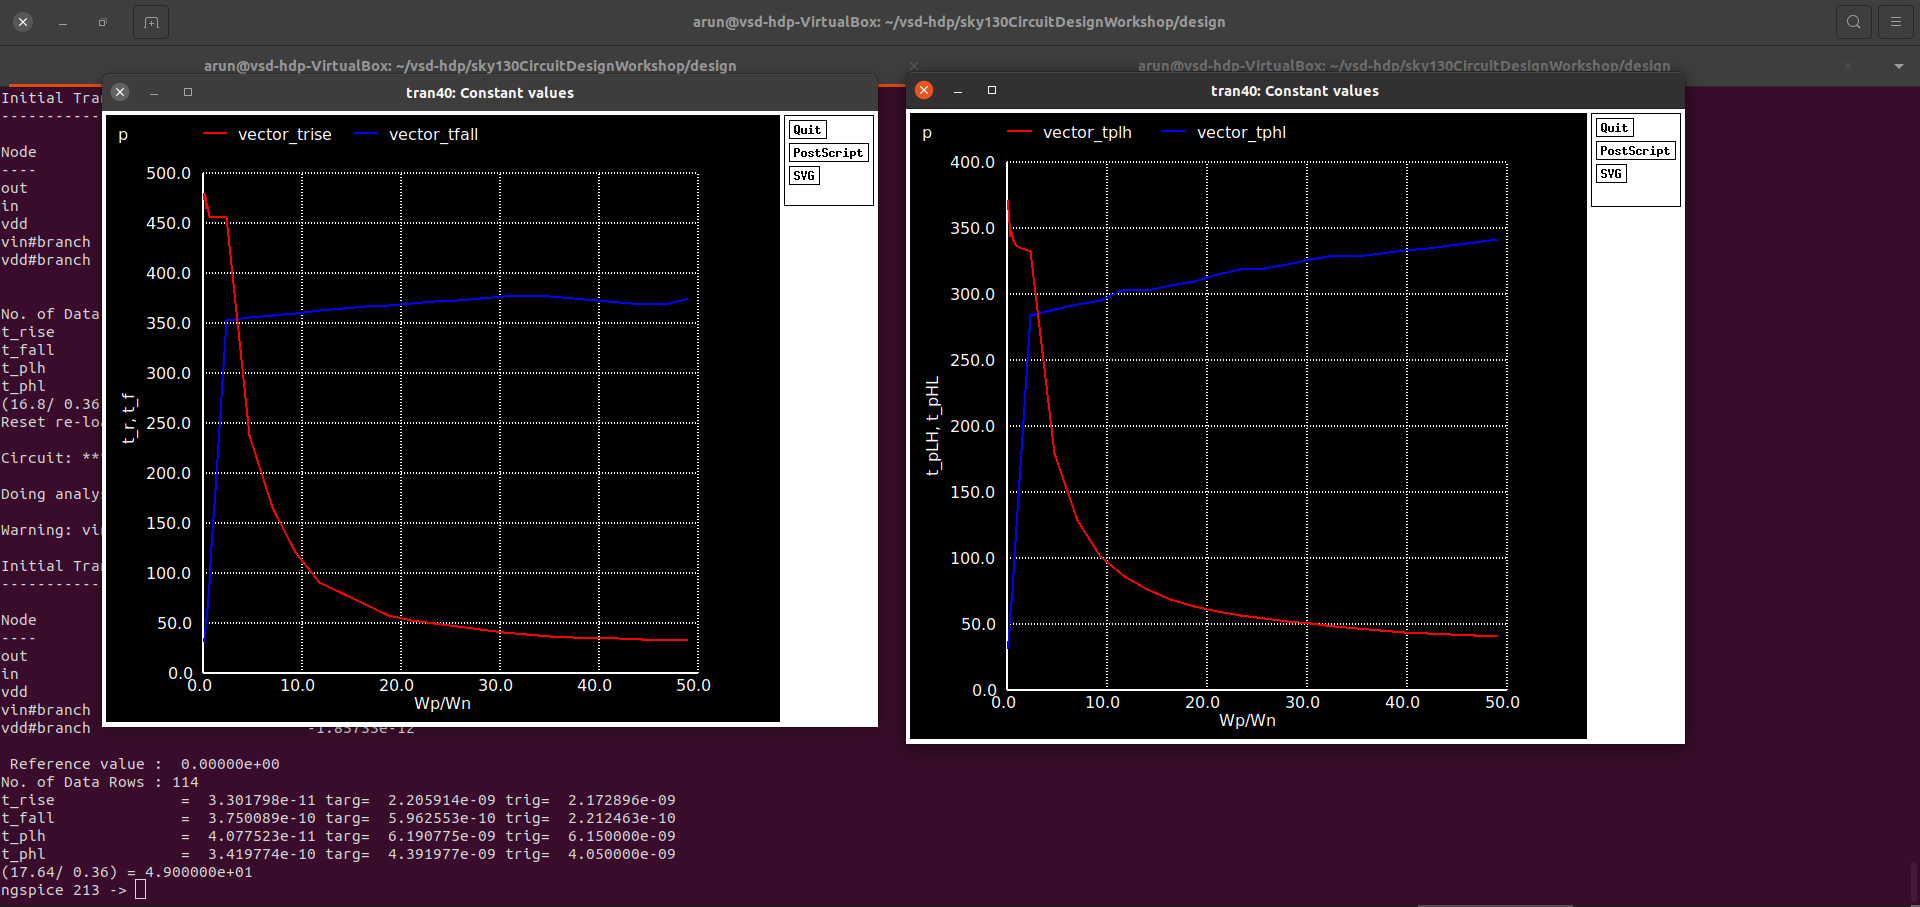 arun@vsd-hdp-VirtualBox: ~/vsd-hdp/sky130CircuitDesignWorkshop/design
arun@vsd-hdp-VirtualBox: ~/vsd-hdp/sky130CircuitDesignWorkshop/design
arun@vsd-hdp-VirtualBox: ~/vsd-hdp/sky130CircuitDesignWorkshop/design
Initial Tran
------------
Node
----
out
in
vdd
vin#branch
vdd#branch
No. of Data
t_rise
t_fall
t_plh
t_phl
(16.8/ 0.36
Reset re-loa
Circuit: **
Doing analys
Warning: vin
Initial Tran
------------
Node
----
out
in
vdd
vin#branch
vdd#branch -1.83733e-12
Reference value : 0.00000e+00
No. of Data Rows : 114
t_rise = 3.301798e-11 targ= 2.205914e-09 trig= 2.172896e-09
t_fall = 3.750089e-10 targ= 5.962553e-10 trig= 2.212463e-10
t_plh = 4.077523e-11 targ= 6.190775e-09 trig= 6.150000e-09
t_phl = 3.419774e-10 targ= 4.391977e-09 trig= 4.050000e-09
(17.64/ 0.36) = 4.900000e+01
ngspice 213 ->
tran40: Constant values
p vector_trise vector_tfall
Quit
PostScript
SVG
500.0
450.0
400.0
350.0
300.0
250.0
200.0
150.0
100.0
50.0
0.0
t_r, t_f
0.0 10.0 20.0 30.0 40.0 50.0
Wp/Wn
tran40: Constant values
p vector_tplh vector_tphl
Quit
PostScript
SVG
400.0
350.0
300.0
250.0
200.0
150.0
100.0
50.0
0.0
t_pLH, t_pHL
0.0 10.0 20.0 30.0 40.0 50.0
Wp/Wn